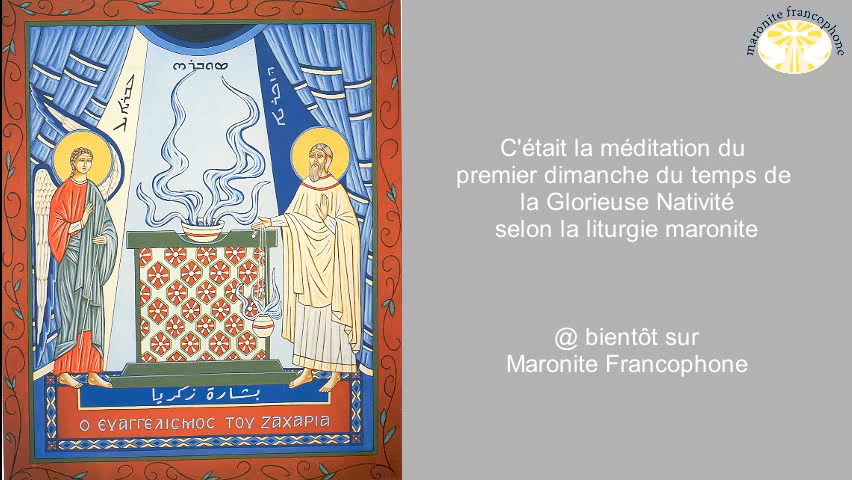 maronite francophone
C'était la méditation du
premier dimanche du temps de
la Glorieuse Nativité
selon la liturgie maronite
@ bientôt sur
Maronite Francophone
بشارة زكريا
Ο ЄΥΑΓΓЄΛΙСΜΟС ΤΟΥ ΖΑΧΑΡΙΑ